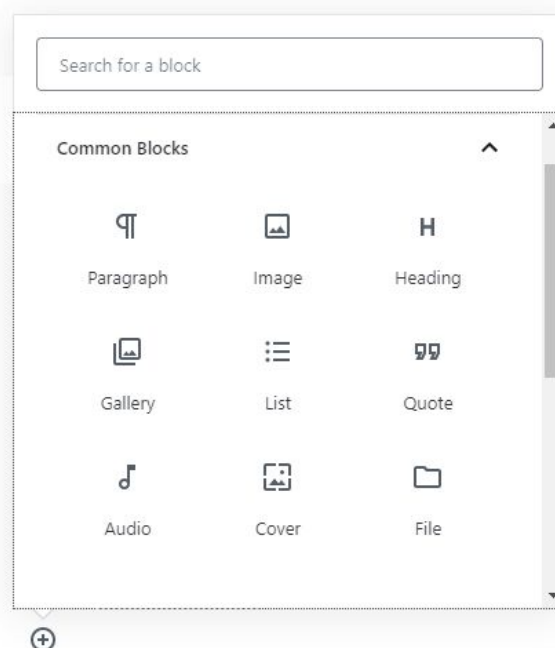 Search for a block
Common Blocks
Paragraph Image Heading
Gallery List Quote
Audio Cover File